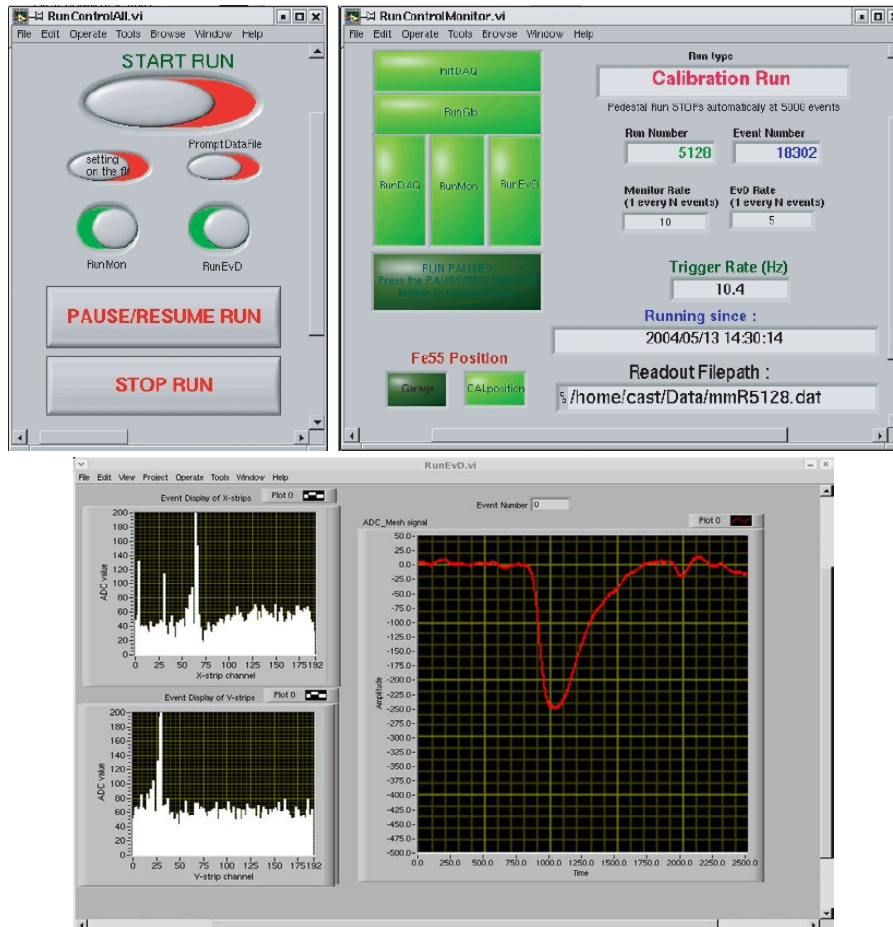 RunControlAll.vi
File Edit Operate Tools Browse Window Help
START RUN
PromptDataFile
setting
on the fl
RunMon
RunEvD
PAUSE/RESUME RUN
STOP RUN
RunControlMonitor.vi
File Edit Operate Tools Browse Window Help
InitDAQ
RunGlb
RunDAQ RunMon RunEvD
RUN PAUSED
Press the PAUSE/RESUME
Fe55 Position
Garage CALposition
Run type
Calibration Run
Pedestal Run STOPs automatically at 5000 events
Run Number Event Number
5128 18302
Monitor Rate EvD Rate
(1 every N events) (1 every N events)
10 5
Trigger Rate (Hz)
10.4
Running since :
2004/05/13 14:30:14
Readout Filepath :
/home/cast/Data/mmR5128.dat
RunEvD.vi
File Edit View Project Operate Tools Window Help
Event Display of X-strips Plot 0
200
180
160
140
120
100
80
60
40
20
0
ADC value
0 25 50 75 100 125 150 175 192
X-strip channel
Event Display of Y-strips Plot 0
200
180
160
140
120
100
80
60
40
20
0
ADC value
0 25 50 75 100 125 150 175 192
Y-strip channel
Event Number 0
ADC_Mesh signal Plot 0
50.0
25.0
0.0
-25.0
-50.0
-75.0
-100.0
-125.0
-150.0
-175.0
-200.0
-225.0
-250.0
-275.0
-300.0
-325.0
-350.0
-375.0
-400.0
-425.0
-450.0
-475.0
-500.0
Amplitude
0.0 250.0 500.0 750.0 1000.0 1250.0 1500.0 1750.0 2000.0 2250.0 2500.0
Time